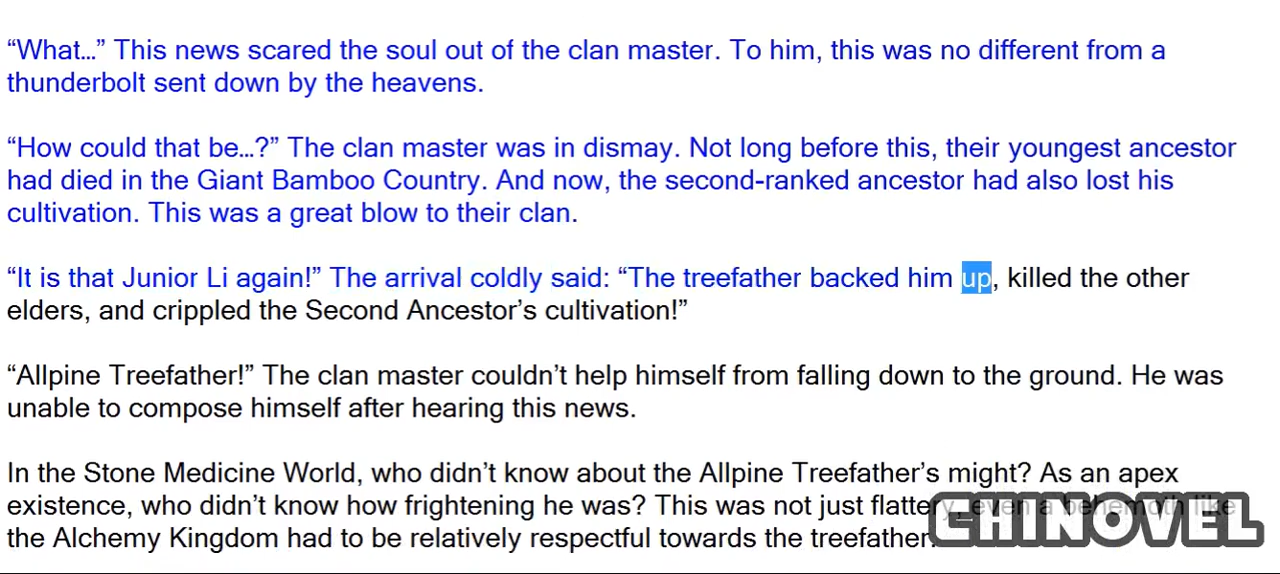 “What…” This news scared the soul out of the clan master. To him, this was no different from a
thunderbolt sent down by the heavens.
“How could that be…?” The clan master was in dismay. Not long before this, their youngest ancestor
had died in the Giant Bamboo Country. And now, the second-ranked ancestor had also lost his
cultivation. This was a great blow to their clan.
“It is that Junior Li again!” The arrival coldly said: “The treefather backed him up, killed the other
elders, and crippled the Second Ancestor’s cultivation!”
“Allpine Treefather!” The clan master couldn’t help himself from falling down to the ground. He was
unable to compose himself after hearing this news.
In the Stone Medicine World, who didn’t know about the Allpine Treefather’s might? As an apex
existence, who didn’t know how frightening he was? This was not just flattery, even a behemoth like
the Alchemy Kingdom had to be relatively respectful towards the treefather.
CHINOVEL